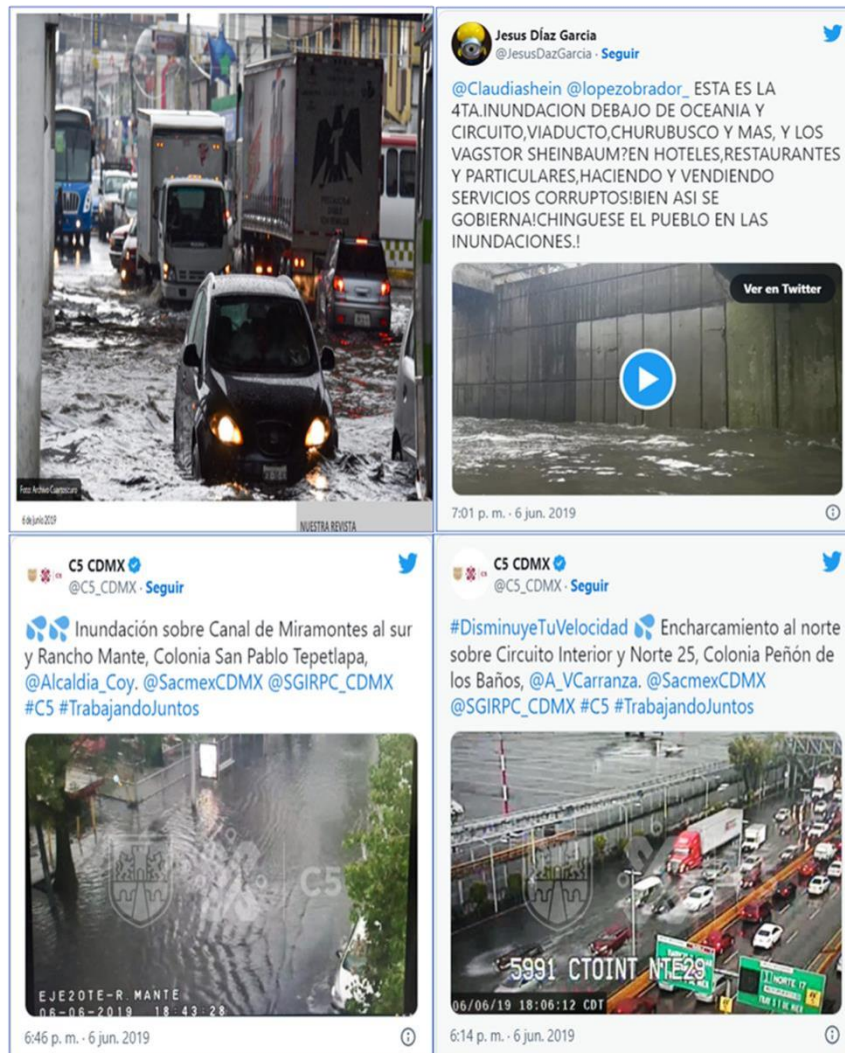 Foto: Archivo Cuartoscuro
6 de junio 2019
NUESTRA REVISTA
Jesus DÍaz Garcia
@JesusDazGarcia · Seguir
@Claudiashein @lopezobrador_ ESTA ES LA
4TA.INUNDACION DEBAJO DE OCEANIA Y
CIRCUITO,VIADUCTO,CHURUBUSCO Y MAS, Y LOS
VAGSTOR SHEINBAUM?EN HOTELES,RESTAURANTES
Y PARTICULARES,HACIENDO Y VENDIENDO
SERVICIOS CORRUPTOS!BIEN ASI SE
GOBIERNA!CHINGUESE EL PUEBLO EN LAS
INUNDACIONES.!
Ver en Twitter
7:01 p. m. · 6 jun. 2019
C5 CDMX
@C5_CDMX · Seguir
Inundación sobre Canal de Miramontes al sur
y Rancho Mante, Colonia San Pablo Tepetlapa,
@Alcaldia_Coy. @SacmexCDMX @SGIRPC_CDMX
#C5 #TrabajandoJuntos
C5
EJE2OTE-R.MANTE
06-06-2019 18:43:28
6:46 p. m. · 6 jun. 2019
C5 CDMX
@C5_CDMX · Seguir
#DisminuyeTuVelocidad Encharcamiento al norte
sobre Circuito Interior y Norte 25, Colonia Peñón de
los Baños, @A_VCarranza. @SacmexCDMX
@SGIRPC_CDMX #C5 #TrabajandoJuntos
5991 CTOINT NTE29
NORTE 17
06/06/19 18:06:12 CDT
6:14 p. m. · 6 jun. 2019